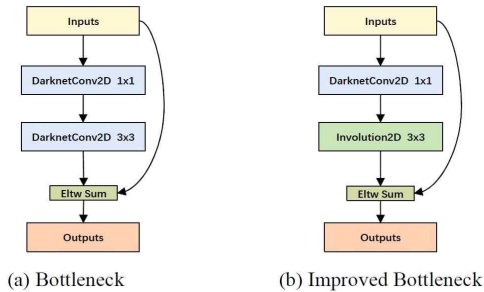 Inputs
DarknetConv2D 1x1
DarknetConv2D 3x3
Eltw Sum
Outputs
(a) Bottleneck
Inputs
DarknetConv2D 1x1
Involution2D 3x3
Eltw Sum
Outputs
(b) Improved Bottleneck